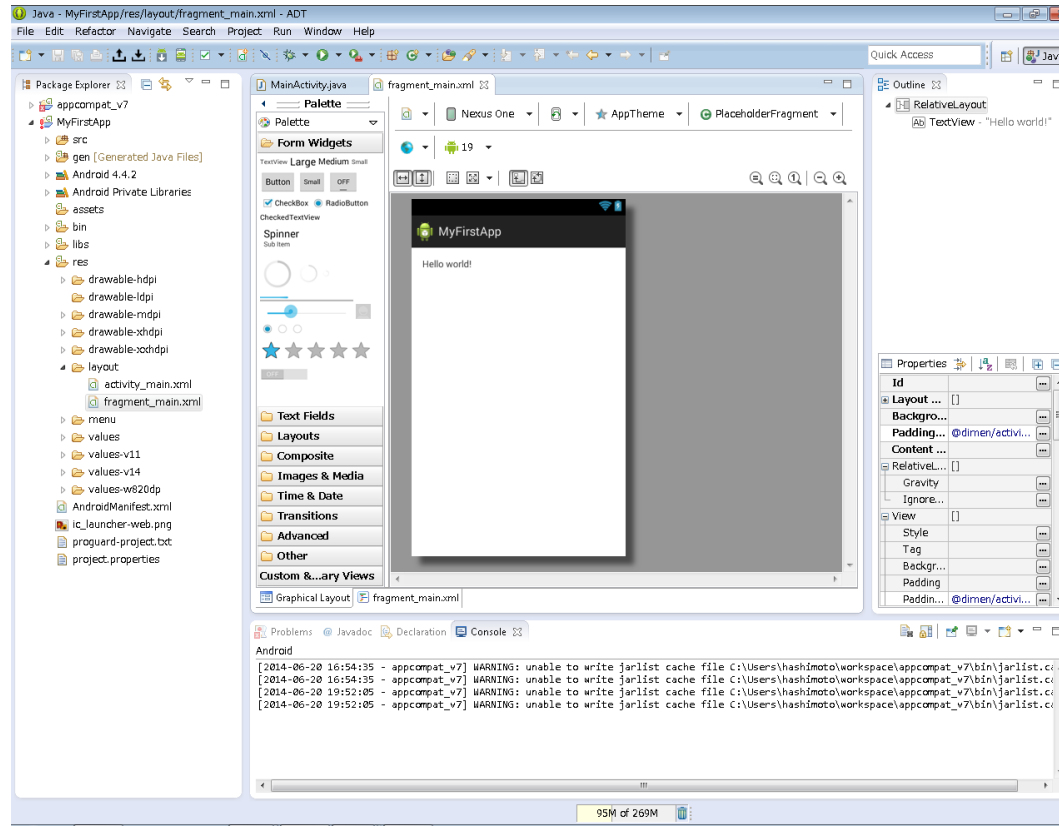 Java - MyFirstApp/res/layout/fragment_main.xml - ADT
File Edit Refactor Navigate Search Project Run Window Help
Quick Access
Package Explorer
appcompat_v7
MyFirstApp
src
gen [Generated Java Files]
Android 4.4.2
Android Private Libraries
assets
bin
libs
res
drawable-hdpi
drawable-ldpi
drawable-mdpi
drawable-xhdpi
drawable-xxhdpi
layout
activity_main.xml
fragment_main.xml
menu
values
values-v11
values-v14
values-w820dp
AndroidManifest.xml
ic_launcher-web.png
proguard-project.txt
project.properties
MainActivity.java
fragment_main.xml
Palette
Palette
Form Widgets
TextView Large Medium Small
Button Small OFF
CheckBox RadioButton
CheckedTextView
Spinner
Sub Item
OFF
Text Fields
Layouts
Composite
Images & Media
Time & Date
Transitions
Advanced
Other
Custom &...ary Views
Nexus One AppTheme PlaceholderFragment
19
MyFirstApp
Hello world!
Graphical Layout fragment_main.xml
Outline
RelativeLayout
Ab TextView - "Hello world!"
Properties
Id
Layout ... []
Backgro...
Padding... @dimen/activi...
Content ...
RelativeL... []
Gravity
Ignore...
View []
Style
Tag
Backgr...
Padding
Paddin... @dimen/activi...
Problems Javadoc Declaration Console
Android
[2014-06-20 16:54:35 - appcompat_v7] WARNING: unable to write jarlist cache file C:\Users\hashimoto\workspace\appcompat_v7\bin\jarlist.ca
[2014-06-20 16:54:35 - appcompat_v7] WARNING: unable to write jarlist cache file C:\Users\hashimoto\workspace\appcompat_v7\bin\jarlist.ca
[2014-06-20 19:52:05 - appcompat_v7] WARNING: unable to write jarlist cache file C:\Users\hashimoto\workspace\appcompat_v7\bin\jarlist.ca
[2014-06-20 19:52:05 - appcompat_v7] WARNING: unable to write jarlist cache file C:\Users\hashimoto\workspace\appcompat_v7\bin\jarlist.ca
95M of 269M